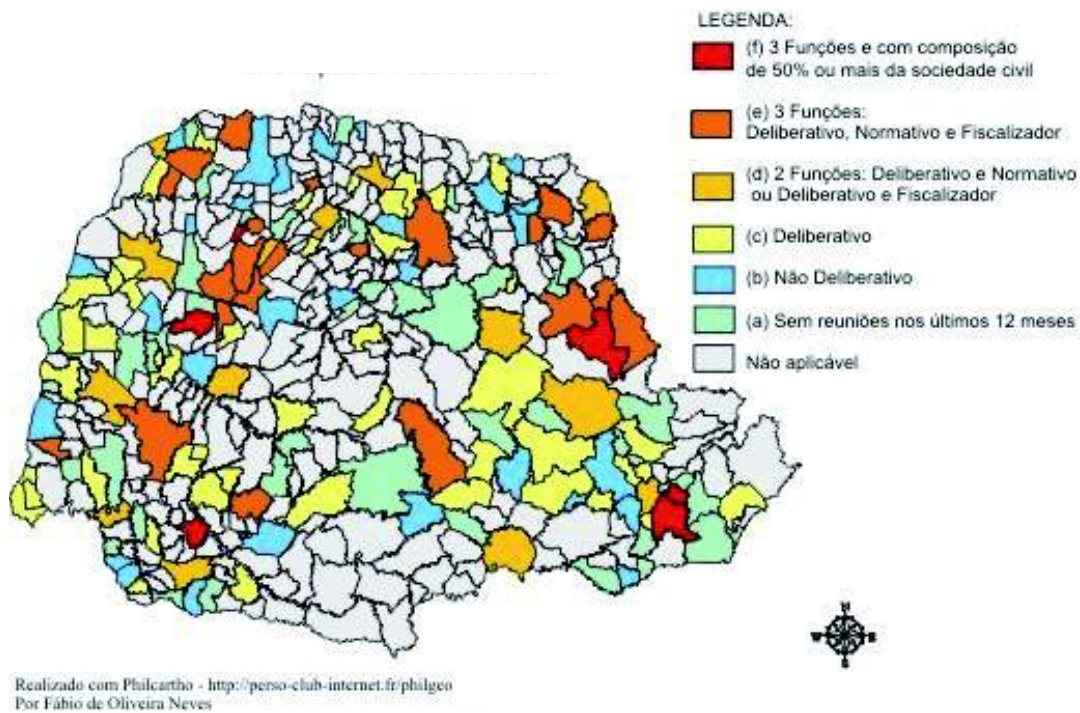 LEGENDA:
(f) 3 Funções e com composição
de 50% ou mais da sociedade civil
(e) 3 Funções:
Deliberativo, Normativo e Fiscalizador
(d) 2 Funções: Deliberativo e Normativo
ou Deliberativo e Fiscalizador
(c) Deliberativo
(b) Não Deliberativo
(a) Sem reuniões nos últimos 12 meses
Não aplicável
N
W E
S
Realizado com Philcartho - http://perso-club-internet.fr/philgeo
Por Fábio de Oliveira Neves